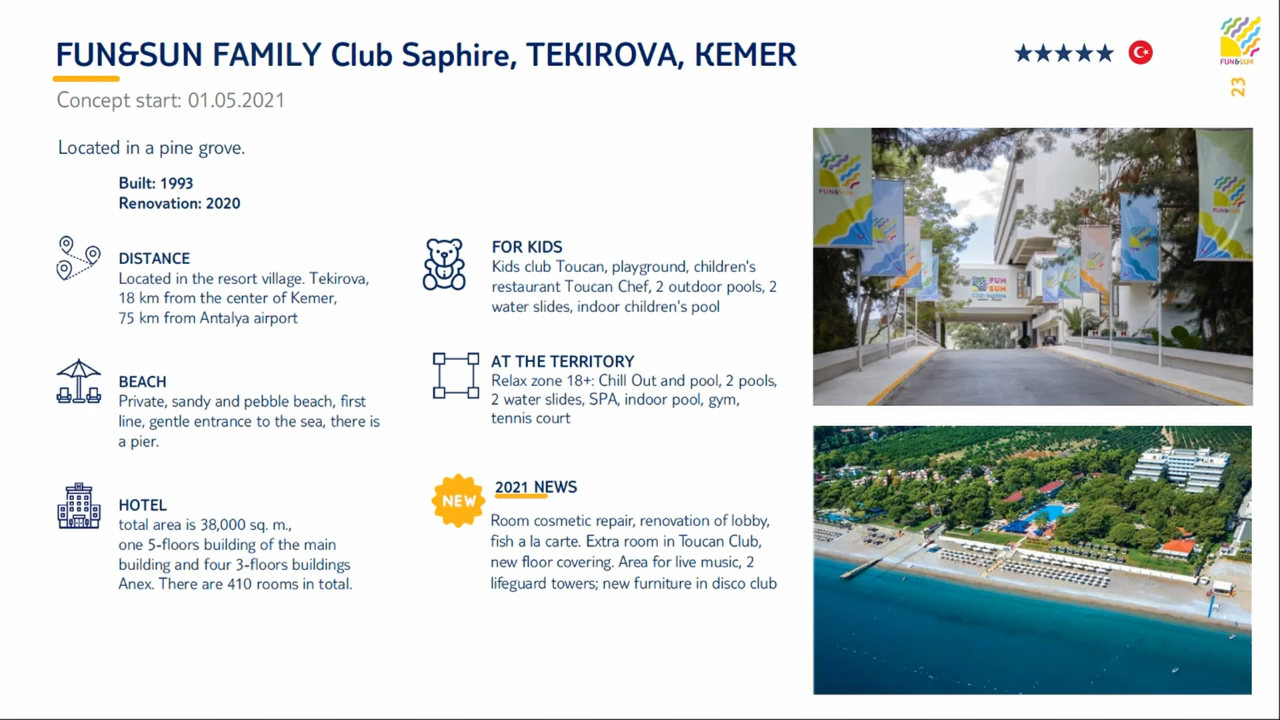 FUN&SUN FAMILY Club Saphire, TEKIROVA, KEMER
FUN&SUN
23
Concept start: 01.05.2021
Located in a pine grove.
Built: 1993
Renovation: 2020
DISTANCE
Located in the resort village. Tekirova,
18 km from the center of Kemer,
75 km from Antalya airport
BEACH
Private, sandy and pebble beach, first
line, gentle entrance to the sea, there is
a pier.
HOTEL
total area is 38,000 sq. m.,
one 5-floors building of the main
building and four 3-floors buildings
Anex. There are 410 rooms in total.
FOR KIDS
Kids club Toucan, playground, children's
restaurant Toucan Chef, 2 outdoor pools, 2
water slides, indoor children's pool
AT THE TERRITORY
Relax zone 18+: Chill Out and pool, 2 pools,
2 water slides, SPA, indoor pool, gym,
tennis court
NEW
2021 NEWS
Room cosmetic repair, renovation of lobby,
fish a la carte. Extra room in Toucan Club,
new floor covering. Area for live music, 2
lifeguard towers; new furniture in disco club
FUN&SUN
FUN&SUN
FUN
SUN
Club Saphire